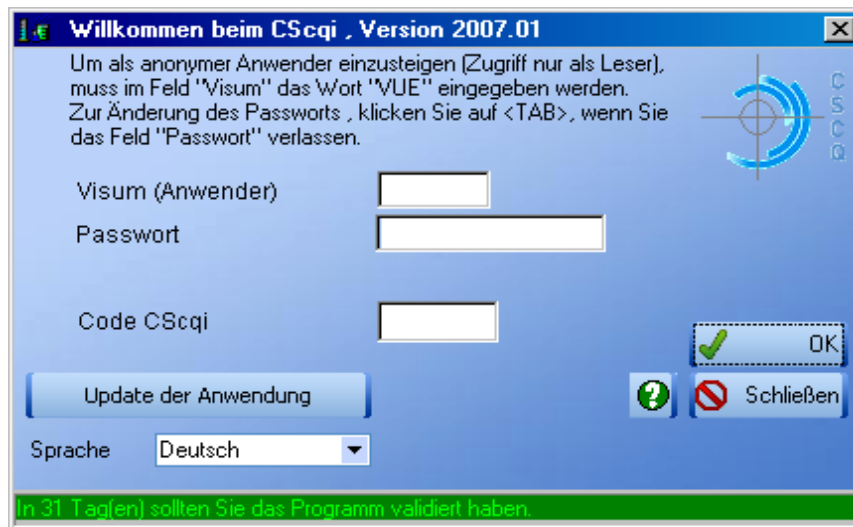 Willkommen beim CScqi , Version 2007.01
Um als anonymer Anwender einzusteigen (Zugriff nur als Leser),
muss im Feld "Visum" das Wort "VUE" eingegeben werden.
Zur Änderung des Passworts , klicken Sie auf <TAB>, wenn Sie
das Feld "Passwort" verlassen.
CSCQ
Visum (Anwender)
Passwort
Code CScqi
OK
Update der Anwendung
?
Schließen
Sprache
Deutsch
In 31 Tag(en) sollten Sie das Programm validiert haben.